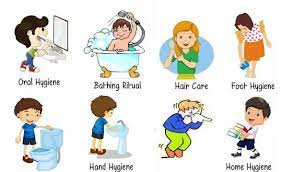 Oral Hygiene
Bathing Ritual
Hair Care
Foot Hygiene
Hand Hygiene
Home Hygiene